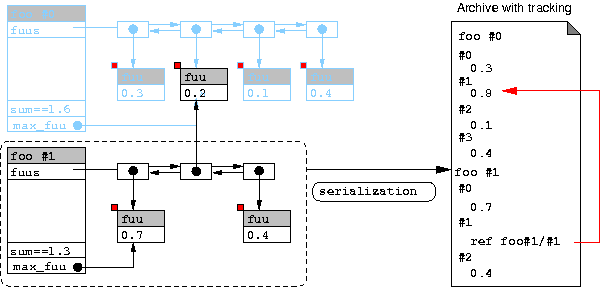 Archive with tracking
foo #0
fuus
fuu
0.3
fuu
0.2
fuu
0.1
fuu
0.4
sum==1.6
max_fuu
foo #1
fuus
fuu
0.7
fuu
0.4
sum==1.3
max_fuu
serialization
foo #0
#0
0.3
#1
0.9
#2
0.1
#3
0.4
foo #1
#0
0.7
#1
ref foo#1/#1
#2
0.4